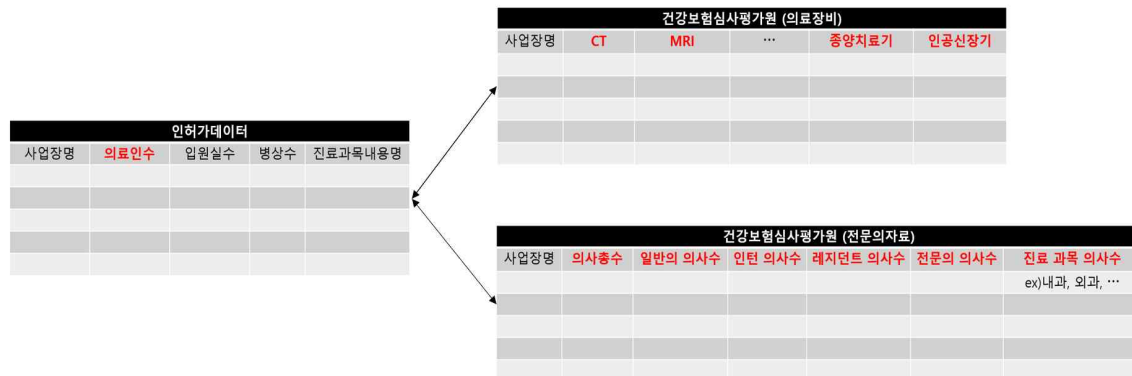 건강보험심사평가원 (의료장비)
사업장명 CT MRI … 종양치료기 인공신장기
인허가데이터
사업장명 의료인수 입원실수 병상수 진료과목내용명
건강보험심사평가원 (전문의자료)
사업장명 의사총수 일반의 의사수 인턴 의사수 레지던트 의사수 전문의 의사수 진료 과목 의사수
ex)내과, 외과, …